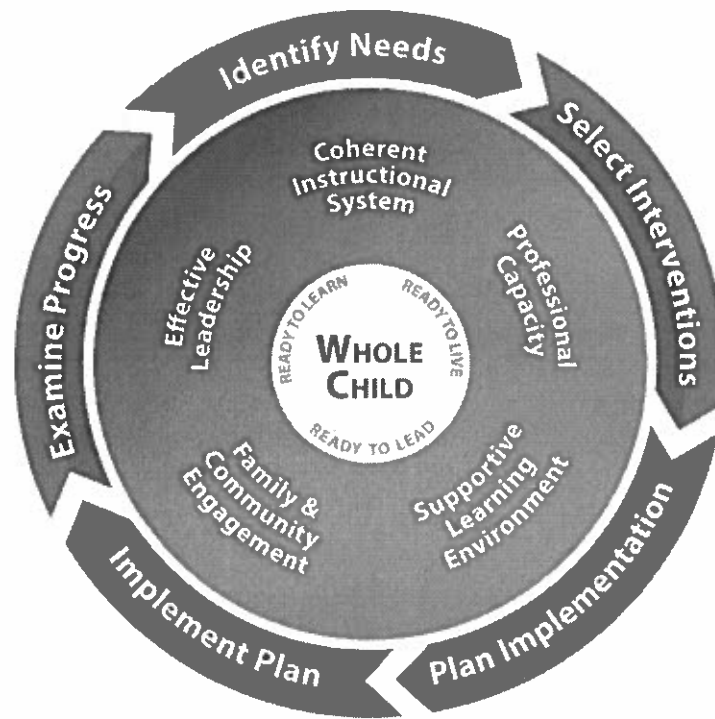 Identify Needs
Select Interventions
Plan Implementation
Implement Plan
Examine Progress
Coherent
Instructional
System
Professional
Capacity
Supportive
Learning
Environment
Family &
Community
Engagement
Effective
Leadership
READY TO LEARN
READY TO LIVE
READY TO LEAD
WHOLE
CHILD